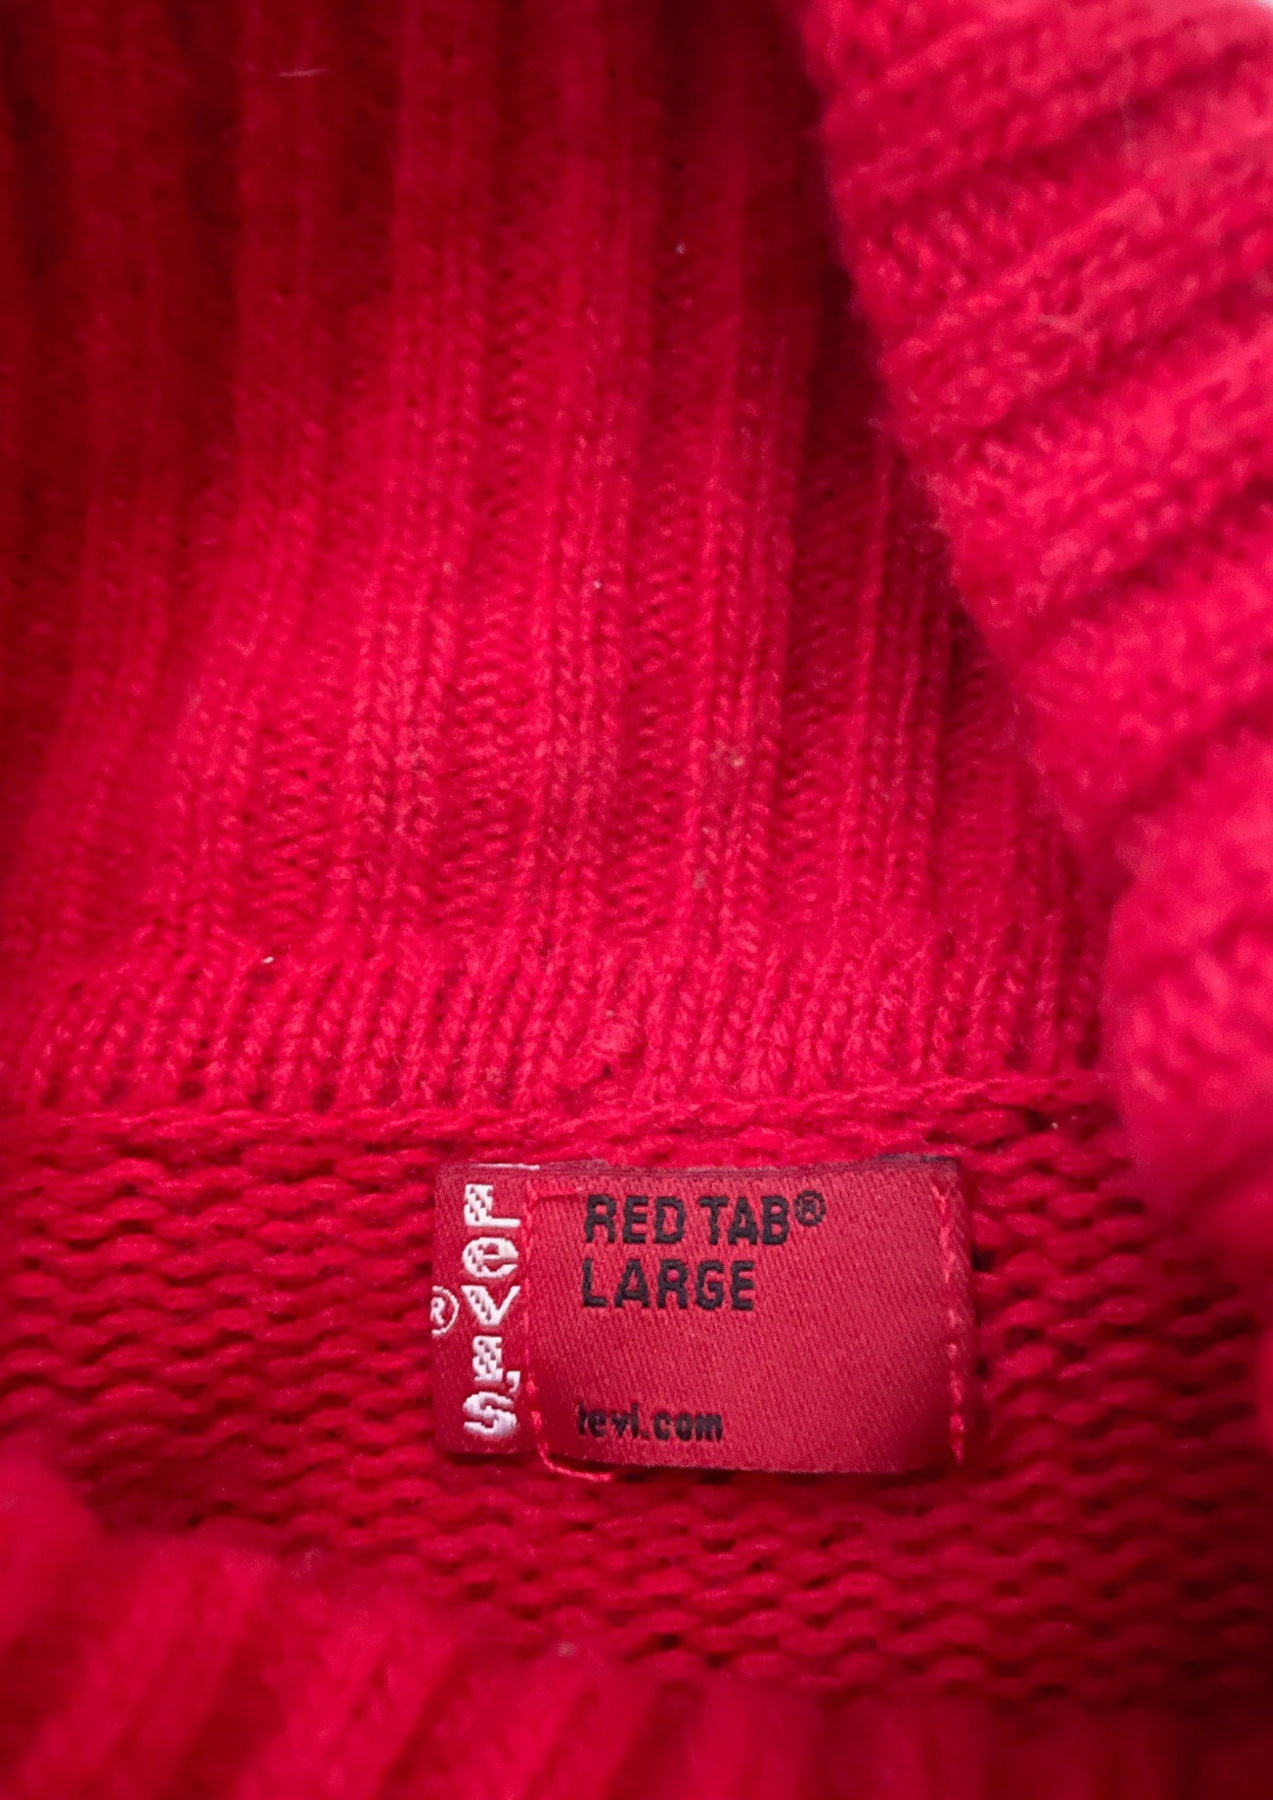 Levi's
®
RED TAB®
LARGE
levi.com